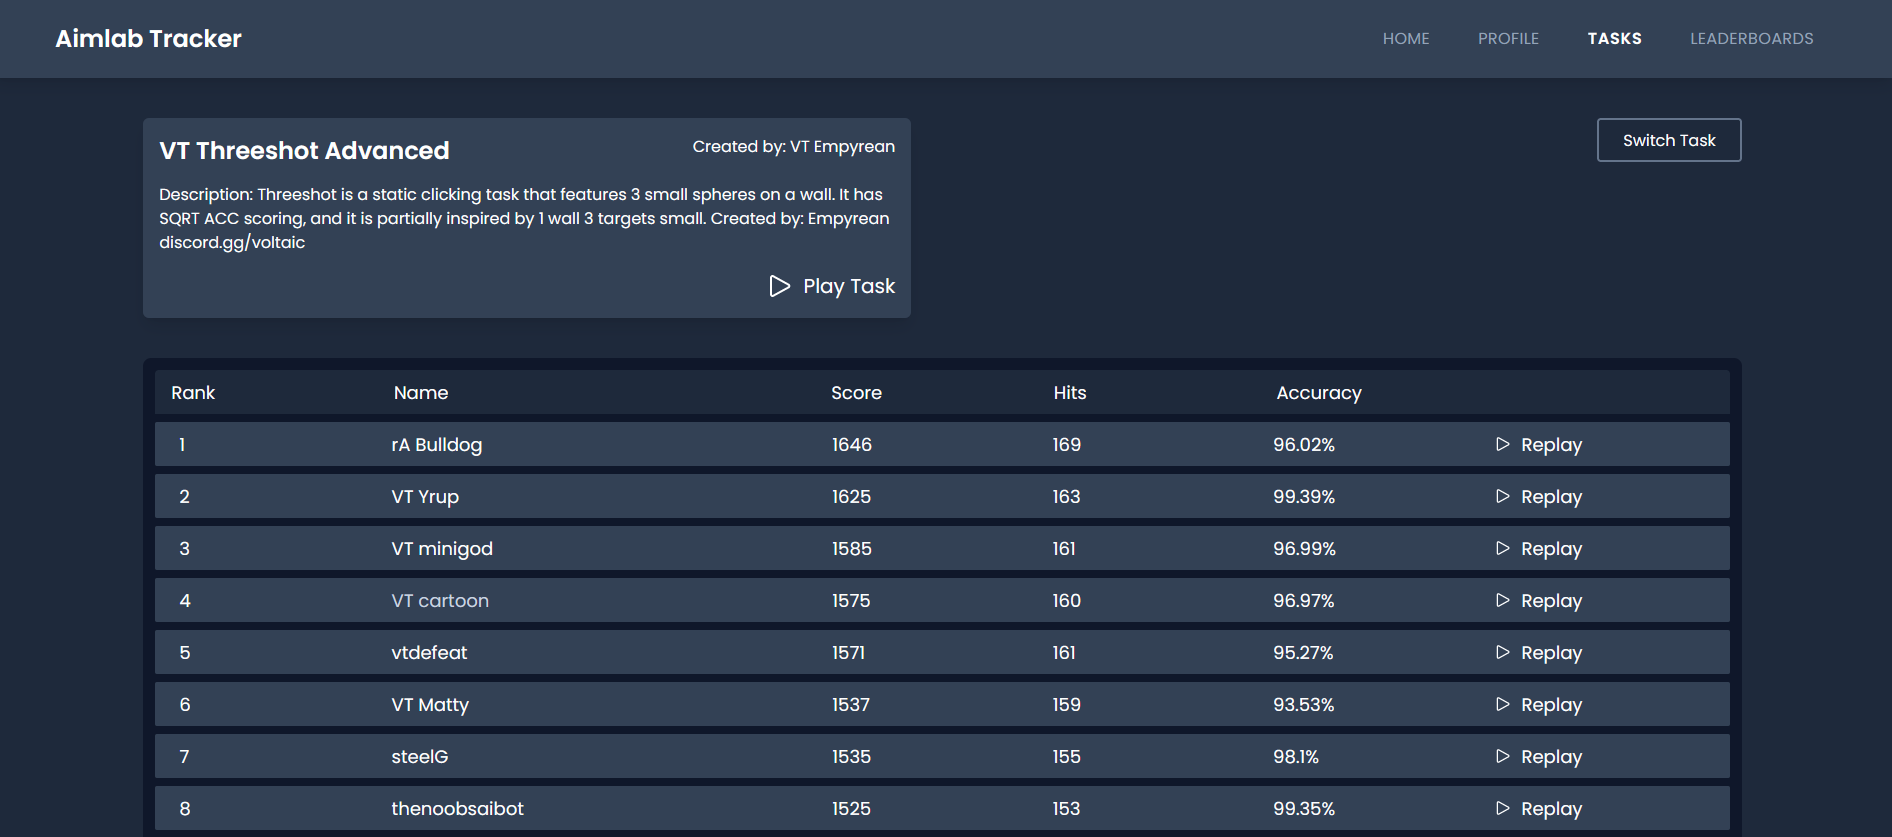 Aimlab Tracker HOME PROFILE TASKS LEADERBOARDS
VT Threeshot Advanced Created by: VT Empyrean Switch Task
Description: Threeshot is a static clicking task that features 3 small spheres on a wall. It has
SQRT ACC scoring, and it is partially inspired by 1 wall 3 targets small. Created by: Empyrean
discord.gg/voltaic
Play Task
Rank Name Score Hits Accuracy
1 rA Bulldog 1646 169 96.02% Replay
2 VT Yrup 1625 163 99.39% Replay
3 VT minigod 1585 161 96.99% Replay
4 VT cartoon 1575 160 96.97% Replay
5 vtdefeat 1571 161 95.27% Replay
6 VT Matty 1537 159 93.53% Replay
7 steelG 1535 155 98.1% Replay
8 thenoobsaibot 1525 153 99.35% Replay